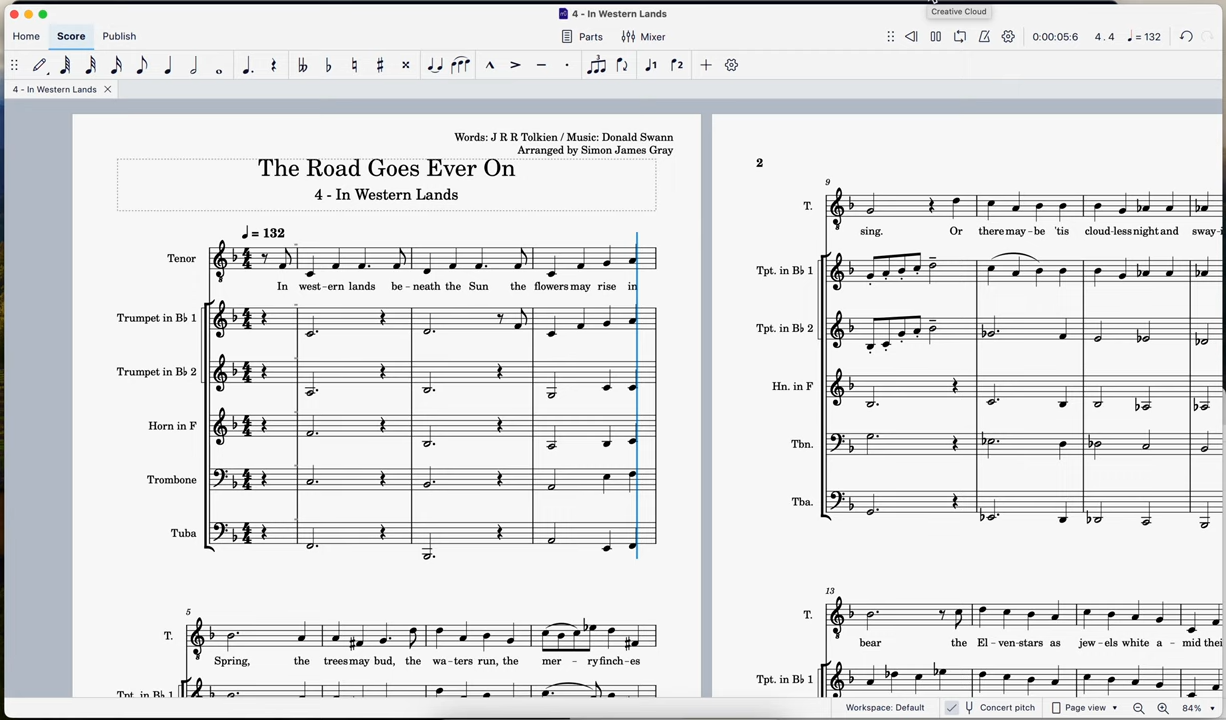 Creative Cloud
4 - In Western Lands
Home Score Publish
Parts Mixer
0:00:05:6 4 . 4 = 132
4 - In Western Lands
Words: J R R Tolkien / Music: Donald Swann
Arranged by Simon James Gray
The Road Goes Ever On
4 - In Western Lands
= 132
Tenor
In west-ern lands be-neath the Sun the flowers may rise in
Trumpet in B♭ 1
Trumpet in B♭ 2
Horn in F
Trombone
Tuba
5
T.
Spring, the trees may bud, the wa-ters run, the mer-ry finch-es
Tpt. in B♭ 1
2
9
T.
sing. Or there may-be 'tis cloud-less night and sway-i
Tpt. in B♭ 1
Tpt. in B♭ 2
Hn. in F
Tbn.
Tba.
13
T.
bear the El-ven-stars as jew-els white a-mid thei
Tpt. in B♭ 1
Workspace: Default Concert pitch Page view 84%